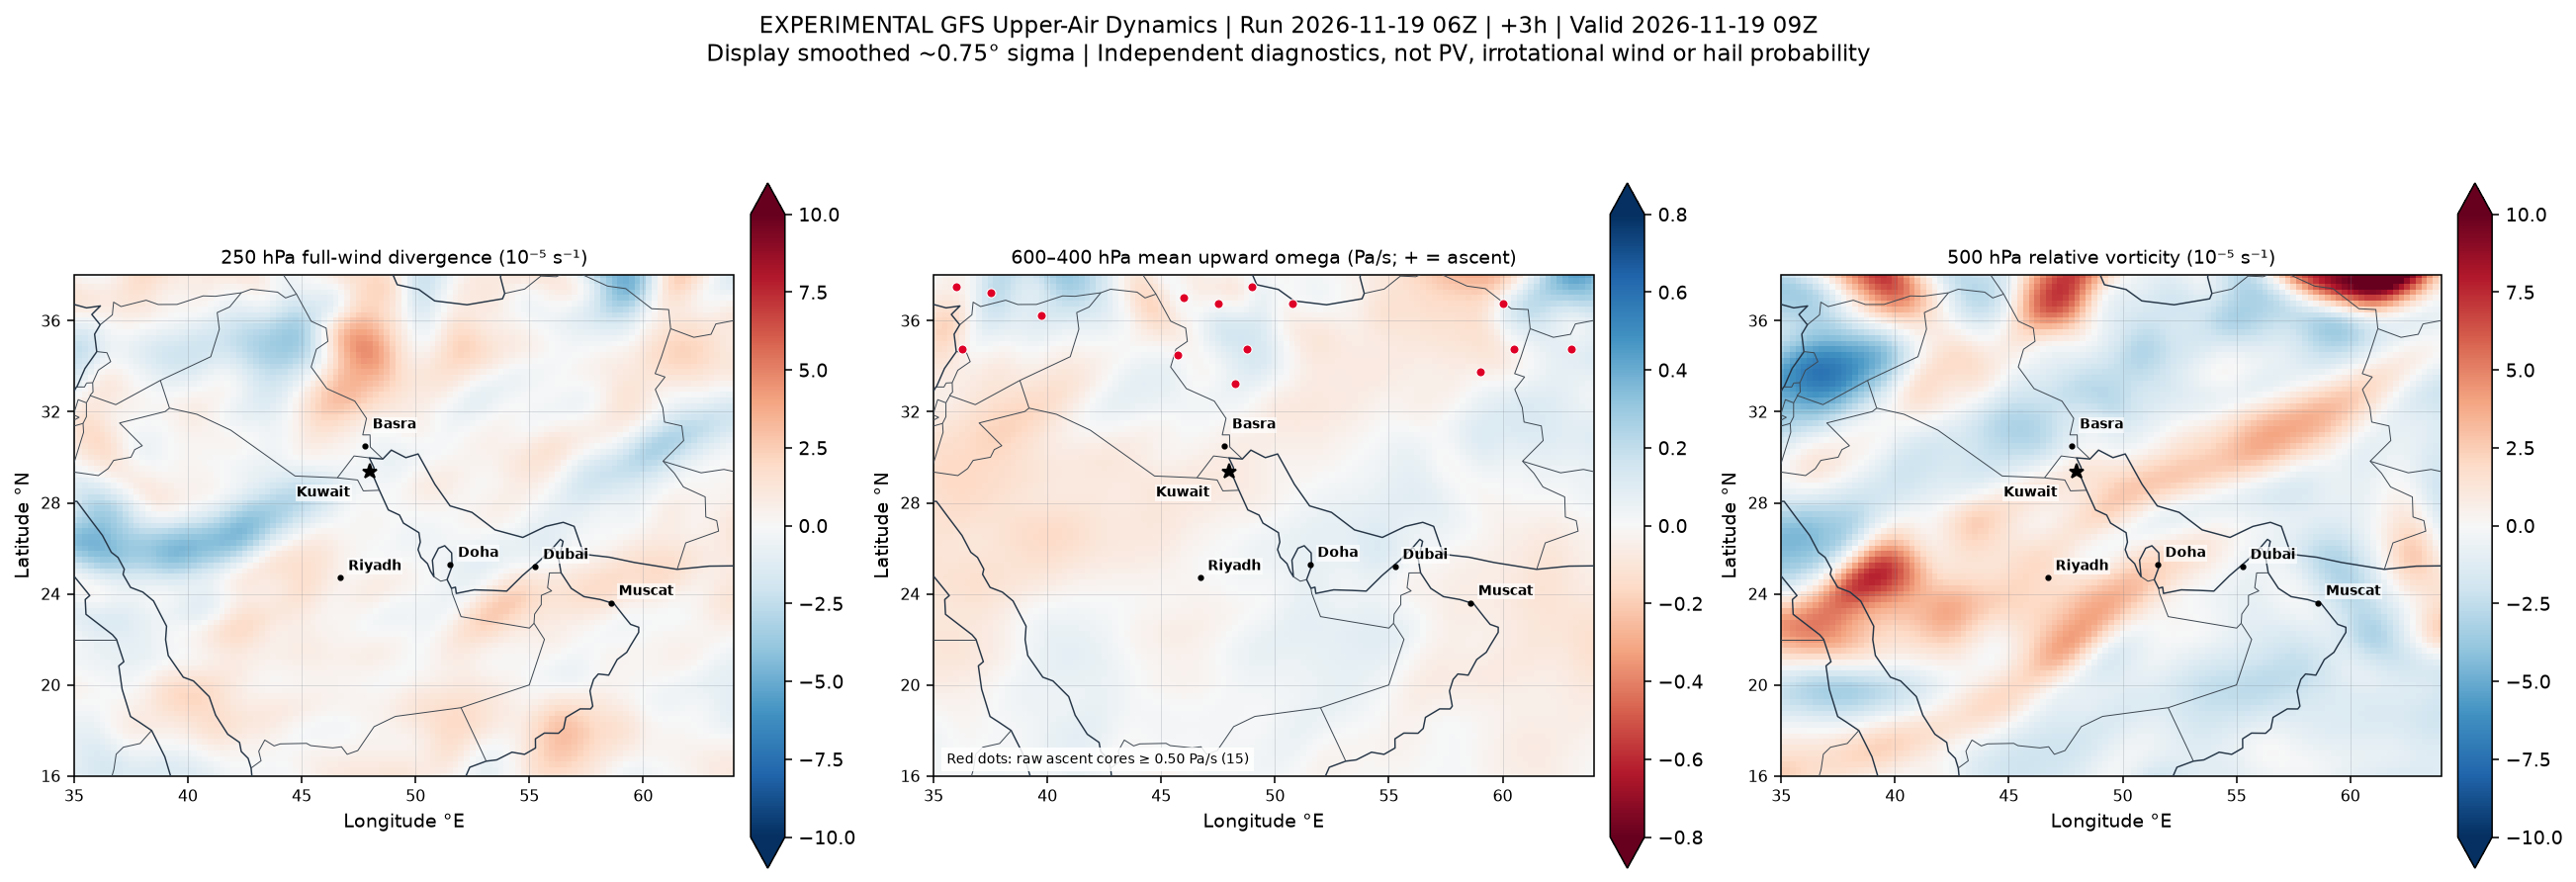 EXPERIMENTAL GFS Upper-Air Dynamics | Run 2026-11-19 06Z | +3h | Valid 2026-11-19 09Z
Display smoothed ~0.75° sigma | Independent diagnostics, not PV, irrotational wind or hail probability
250 hPa full-wind divergence (10⁻⁵ s⁻¹)
36
32
28
24
20
16
Latitude °N
35
40
45
50
55
60
Longitude °E
Basra
Kuwait
Riyadh
Doha
Dubai
Muscat
10.0
7.5
5.0
2.5
0.0
−2.5
−5.0
−7.5
−10.0
600–400 hPa mean upward omega (Pa/s; + = ascent)
36
32
28
24
20
16
Latitude °N
35
40
45
50
55
60
Longitude °E
Basra
Kuwait
Riyadh
Doha
Dubai
Muscat
Red dots: raw ascent cores ≥ 0.50 Pa/s (15)
0.8
0.6
0.4
0.2
0.0
−0.2
−0.4
−0.6
−0.8
500 hPa relative vorticity (10⁻⁵ s⁻¹)
36
32
28
24
20
16
Latitude °N
35
40
45
50
55
60
Longitude °E
Basra
Kuwait
Riyadh
Doha
Dubai
Muscat
10.0
7.5
5.0
2.5
0.0
−2.5
−5.0
−7.5
−10.0